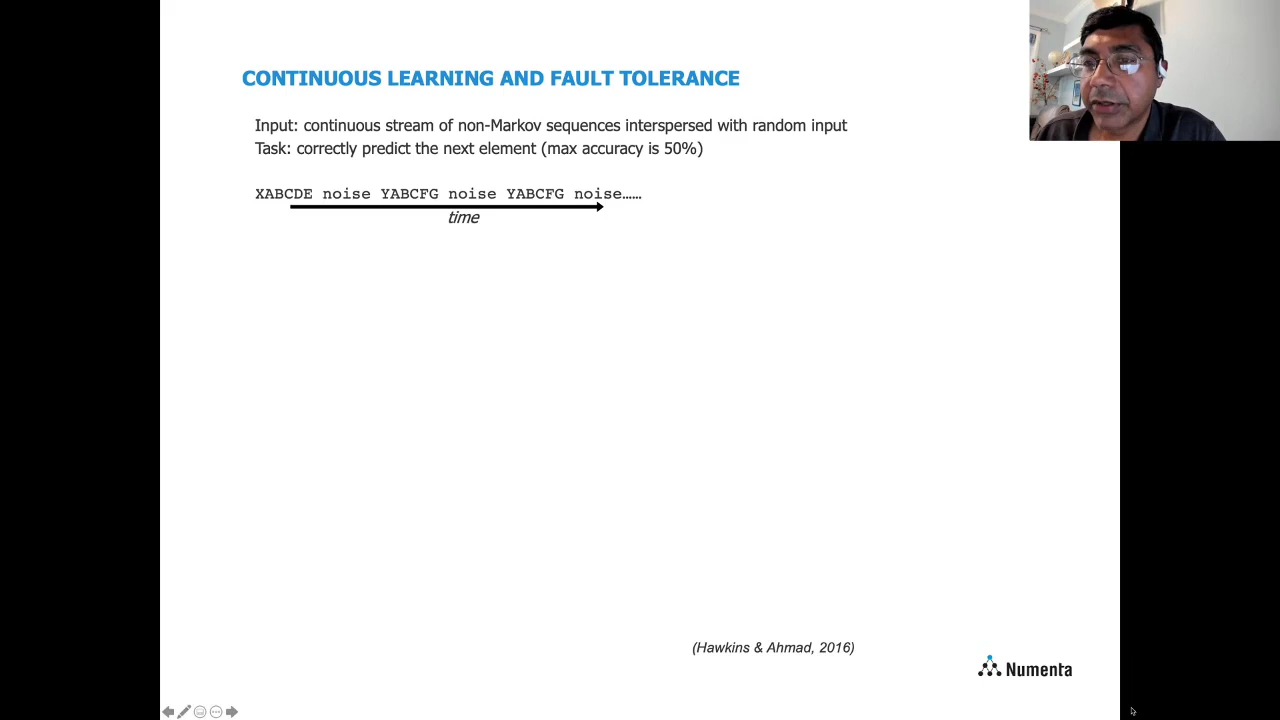 CONTINUOUS LEARNING AND FAULT TOLERANCE
Input: continuous stream of non-Markov sequences interspersed with random input
Task: correctly predict the next element (max accuracy is 50%)
XABCDE noise YABCFG noise YABCFG noise……
time
(Hawkins & Ahmad, 2016)
Numenta